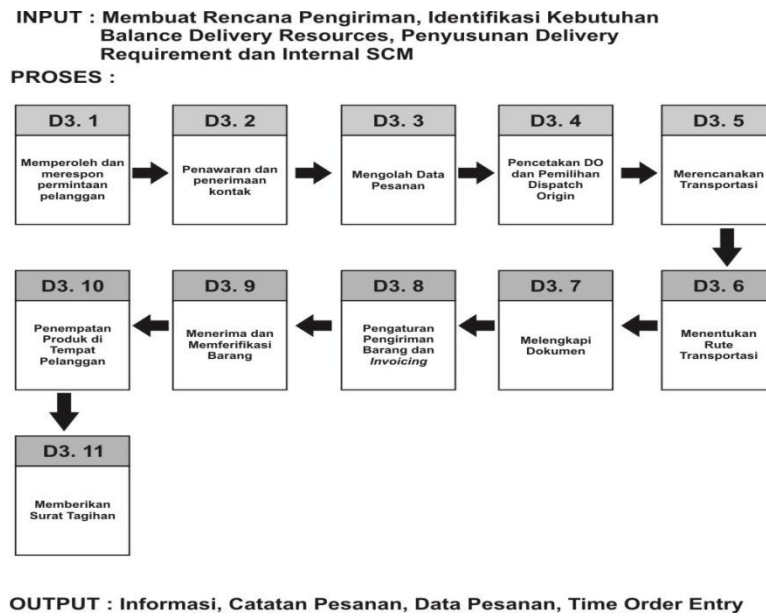 INPUT : Membuat Rencana Pengiriman, Identifikasi Kebutuhan
Balance Delivery Resources, Penyusunan Delivery
Requirement dan Internal SCM
PROSES :
D3. 1
Memperoleh dan
merespon
permintaan
pelanggan
D3. 2
Penawaran dan
penerimaan
kontak
D3. 3
Mengolah Data
Pesanan
D3. 4
Pencetakan DO
dan Pemilihan
Dispatch
Origin
D3. 5
Merencanakan
Transportasi
D3. 6
Menentukan
Rute
Transportasi
D3. 7
Melengkapi
Dokumen
D3. 8
Pengaturan
Pengiriman
Barang dan
Invoicing
D3. 9
Menerima dan
Memferifikasi
Barang
D3. 10
Penempatan
Produk di
Tempat
Pelanggan
D3. 11
Memberikan
Surat Tagihan
OUTPUT : Informasi, Catatan Pesanan, Data Pesanan, Time Order Entry